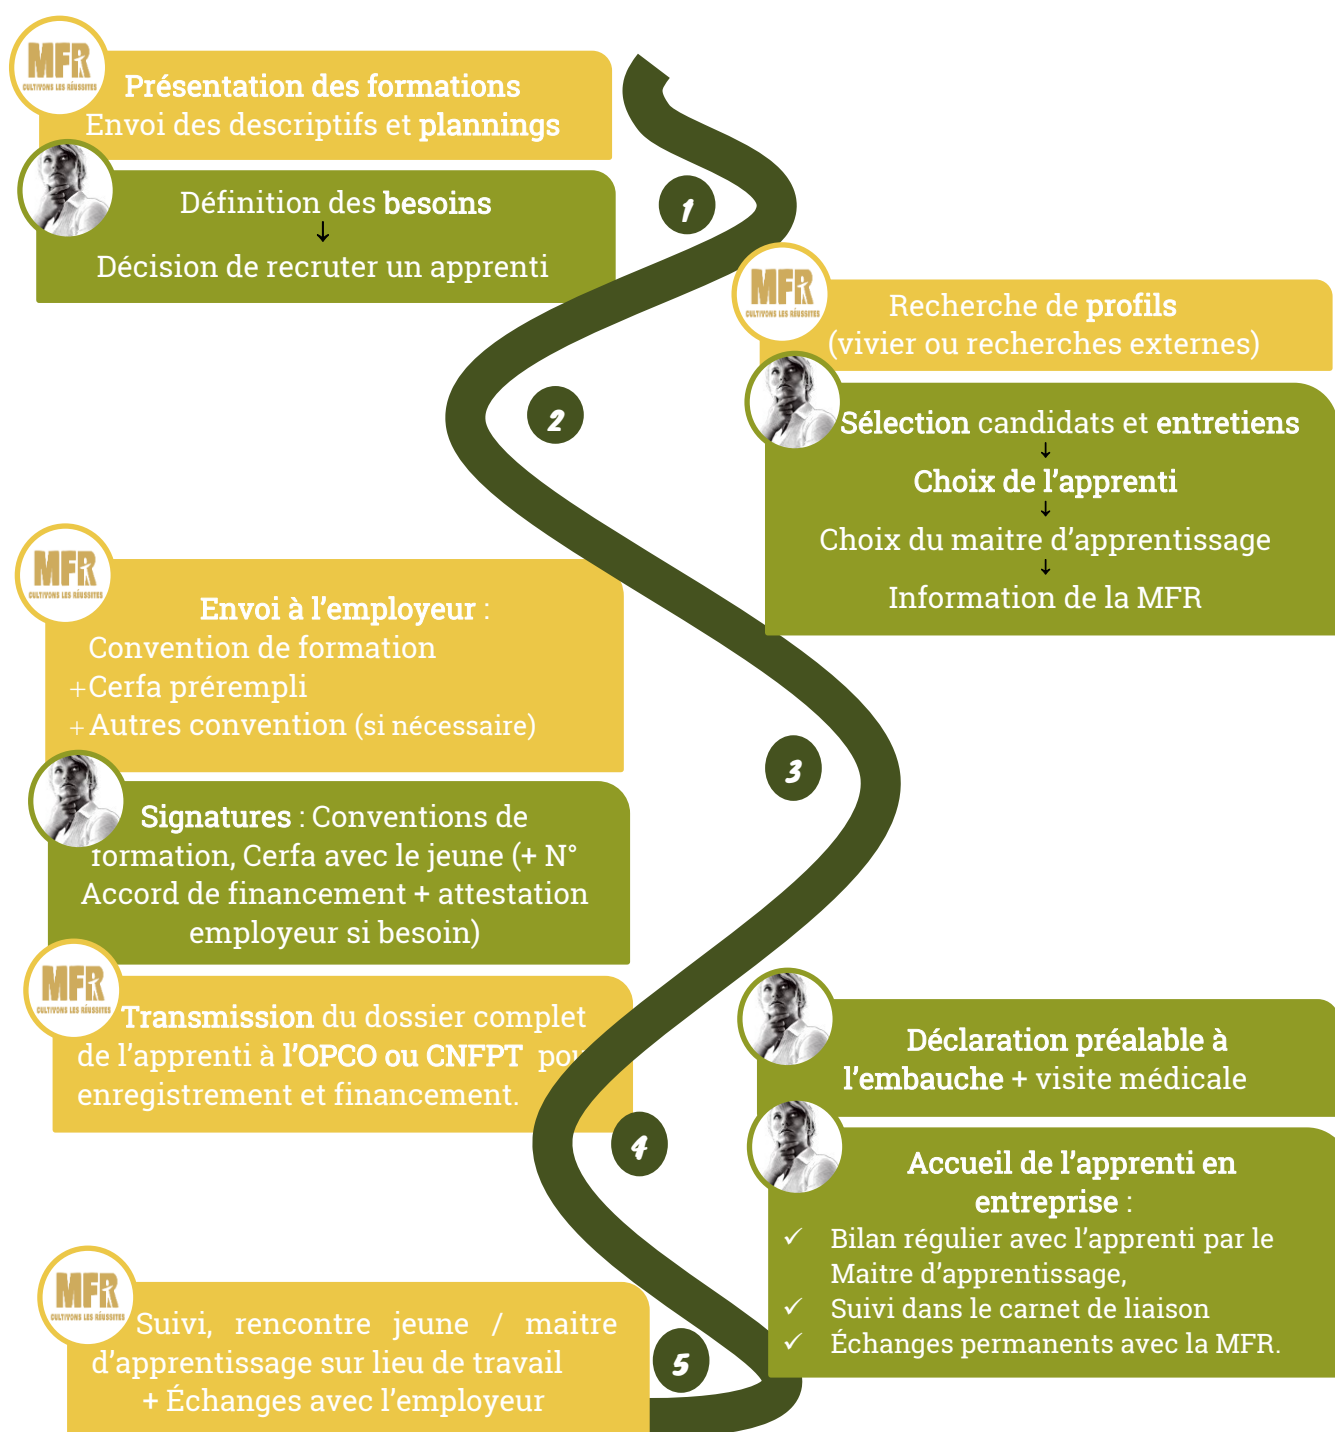 MFR
CULTIVONS LES RÉUSSITES
Présentation des formations
Envoi des descriptifs et plannings
Définition des besoins
↓
Décision de recruter un apprenti
1
MFR
CULTIVONS LES RÉUSSITES
Recherche de profils
(vivier ou recherches externes)
2
Sélection candidats et entretiens
↓
Choix de l'apprenti
↓
Choix du maitre d'apprentissage
↓
Information de la MFR
MFR
CULTIVONS LES RÉUSSITES
Envoi à l'employeur :
Convention de formation
+Cerfa prérempli
+Autres convention (si nécessaire)
3
Signatures : Conventions de
formation, Cerfa avec le jeune (+ N°
Accord de financement + attestation
employeur si besoin)
MFR
CULTIVONS LES RÉUSSITES
Transmission du dossier complet
de l'apprenti à l'OPCO ou CNFPT pou
enregistrement et financement.
4
Déclaration préalable à
l'embauche + visite médicale
Accueil de l'apprenti en
entreprise :
✓ Bilan régulier avec l'apprenti par le
Maitre d'apprentissage,
✓ Suivi dans le carnet de liaison
✓ Échanges permanents avec la MFR.
MFR
CULTIVONS LES RÉUSSITES
Suivi, rencontre jeune / maitre
d'apprentissage sur lieu de travail
+ Échanges avec l'employeur
5